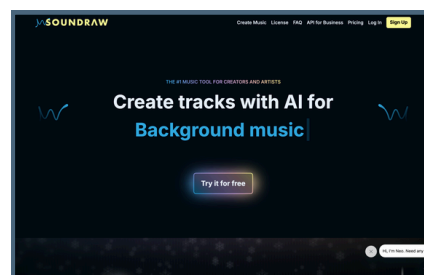 SOUNDRAW
Create Music License FAQ API for Business Pricing Log In Sign Up
THE #1 MUSIC TOOL FOR CREATORS AND ARTISTS
Create tracks with AI for
Background music
Try it for free
Hi, I'm Neo. Need any